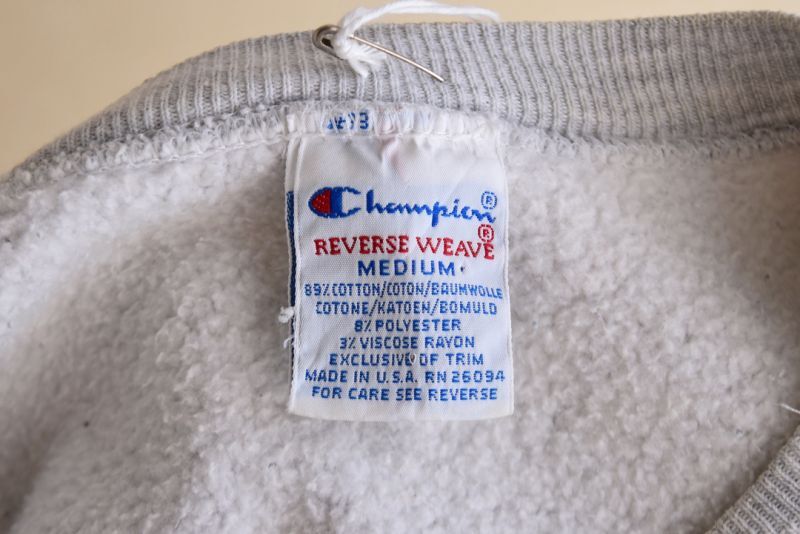 Champion®
REVERSE WEAVE®
MEDIUM
89% COTTON/COTON/BAUMWOLLE
COTONE/KATOEN/BOMULD
8% POLYESTER
3% VISCOSE RAYON
EXCLUSIVE OF TRIM
MADE IN U.S.A. RN 26094
FOR CARE SEE REVERSE